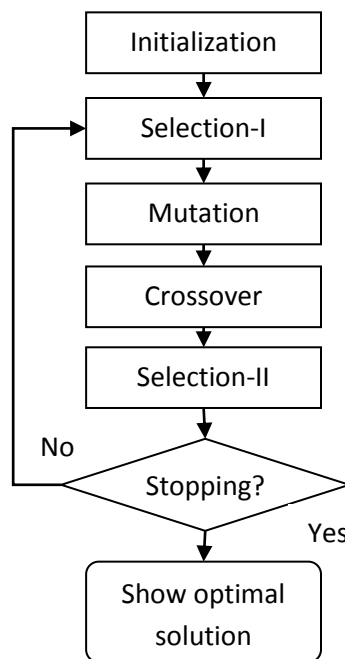 Initialization
Selection-I
Mutation
Crossover
Selection-II
No
Stopping?
Yes
Show optimal
solution